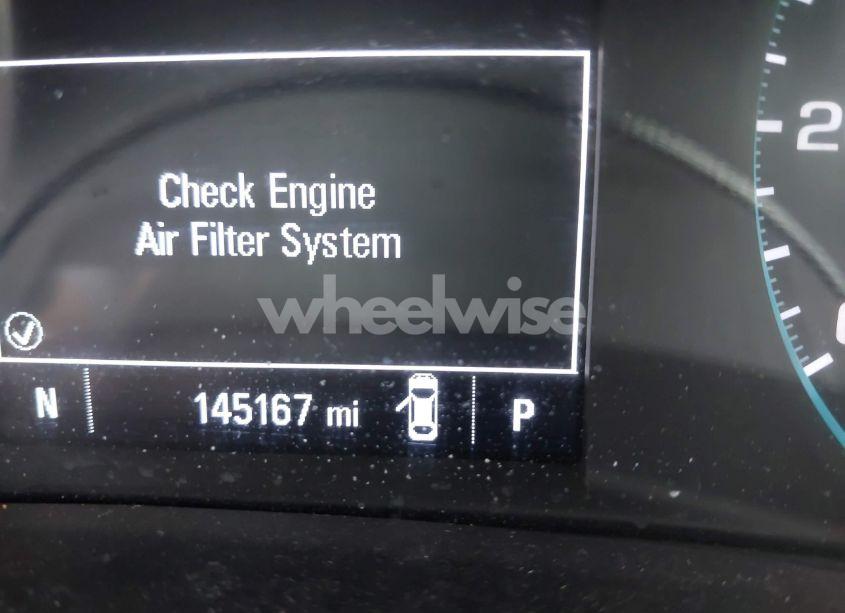 2
Check Engine
Air Filter System
wheelwise
N 145167 mi P